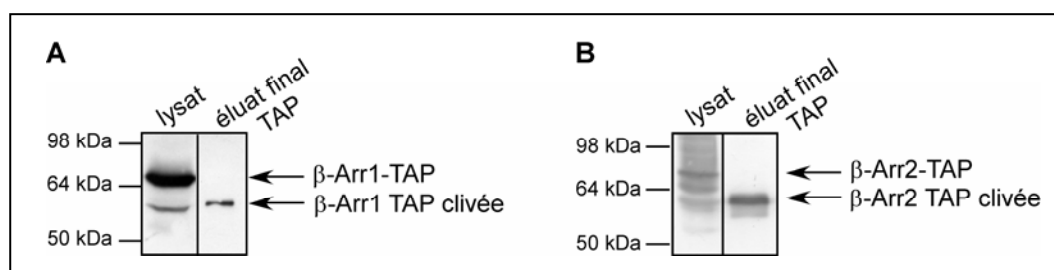 A
lysat
éluat final
TAP
98 kDa
64 kDa
50 kDa
β-Arr1-TAP
β-Arr1 TAP clivée
B
lysat
éluat final
TAP
98 kDa
64 kDa
50 kDa
β-Arr2-TAP
β-Arr2 TAP clivée